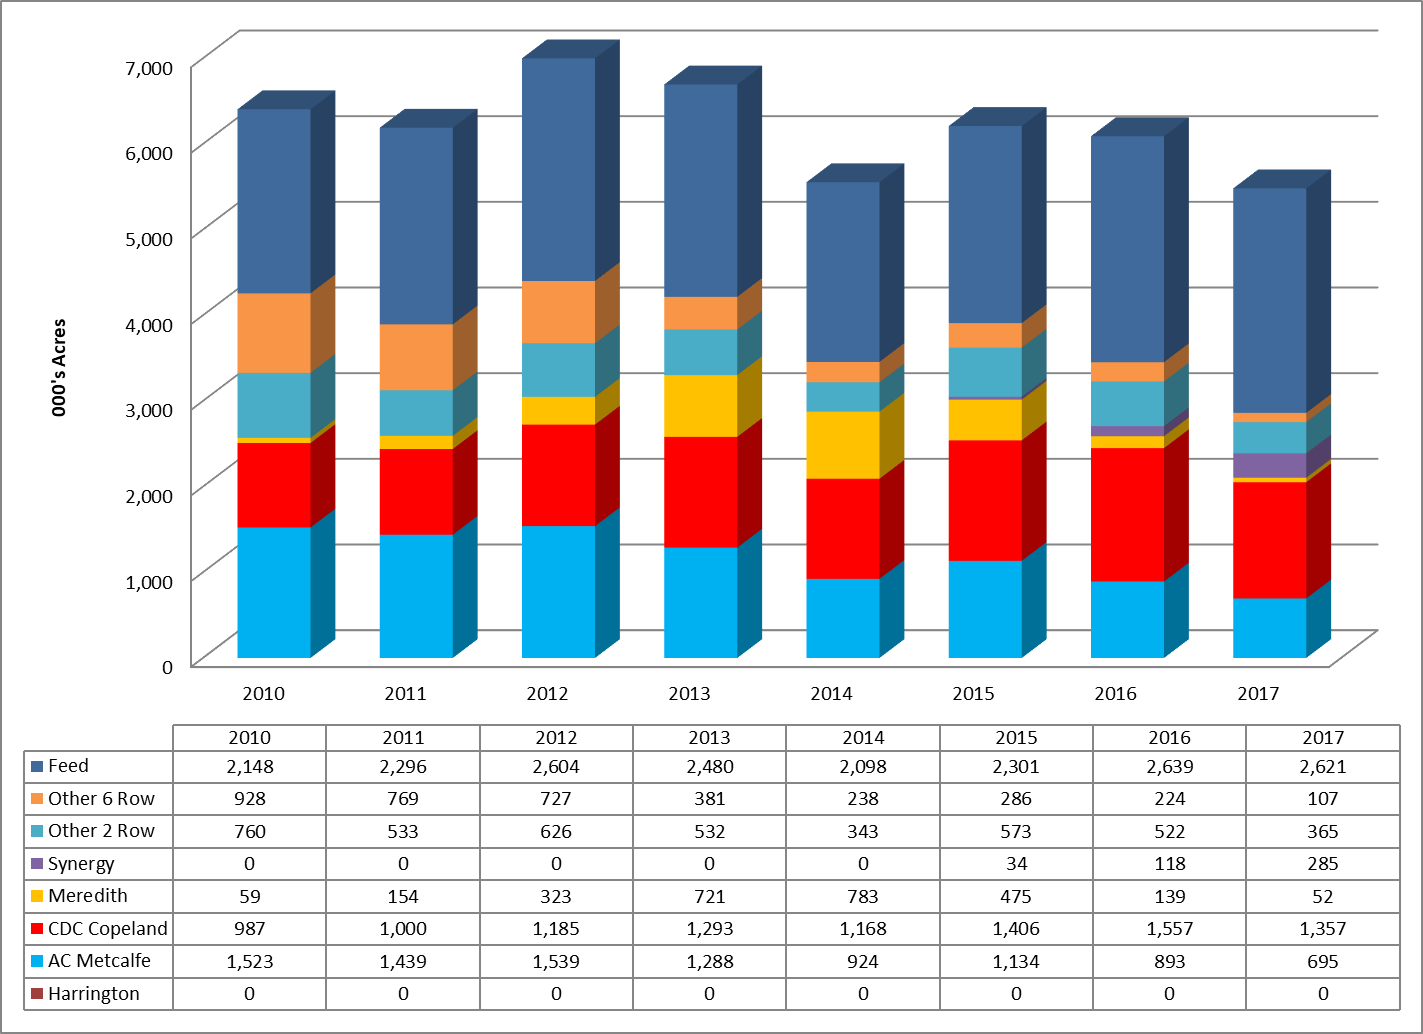 7,000
6,000
5,000
4,000
3,000
2,000
1,000
0
000's Acres
2010 2011 2012 2013 2014 2015 2016 2017
2010 2011 2012 2013 2014 2015 2016 2017
Feed 2,148 2,296 2,604 2,480 2,098 2,301 2,639 2,621
Other 6 Row 928 769 727 381 238 286 224 107
Other 2 Row 760 533 626 532 343 573 522 365
Synergy 0 0 0 0 0 34 118 285
Meredith 59 154 323 721 783 475 139 52
CDC Copeland 987 1,000 1,185 1,293 1,168 1,406 1,557 1,357
AC Metcalfe 1,523 1,439 1,539 1,288 924 1,134 893 695
Harrington 0 0 0 0 0 0 0 0